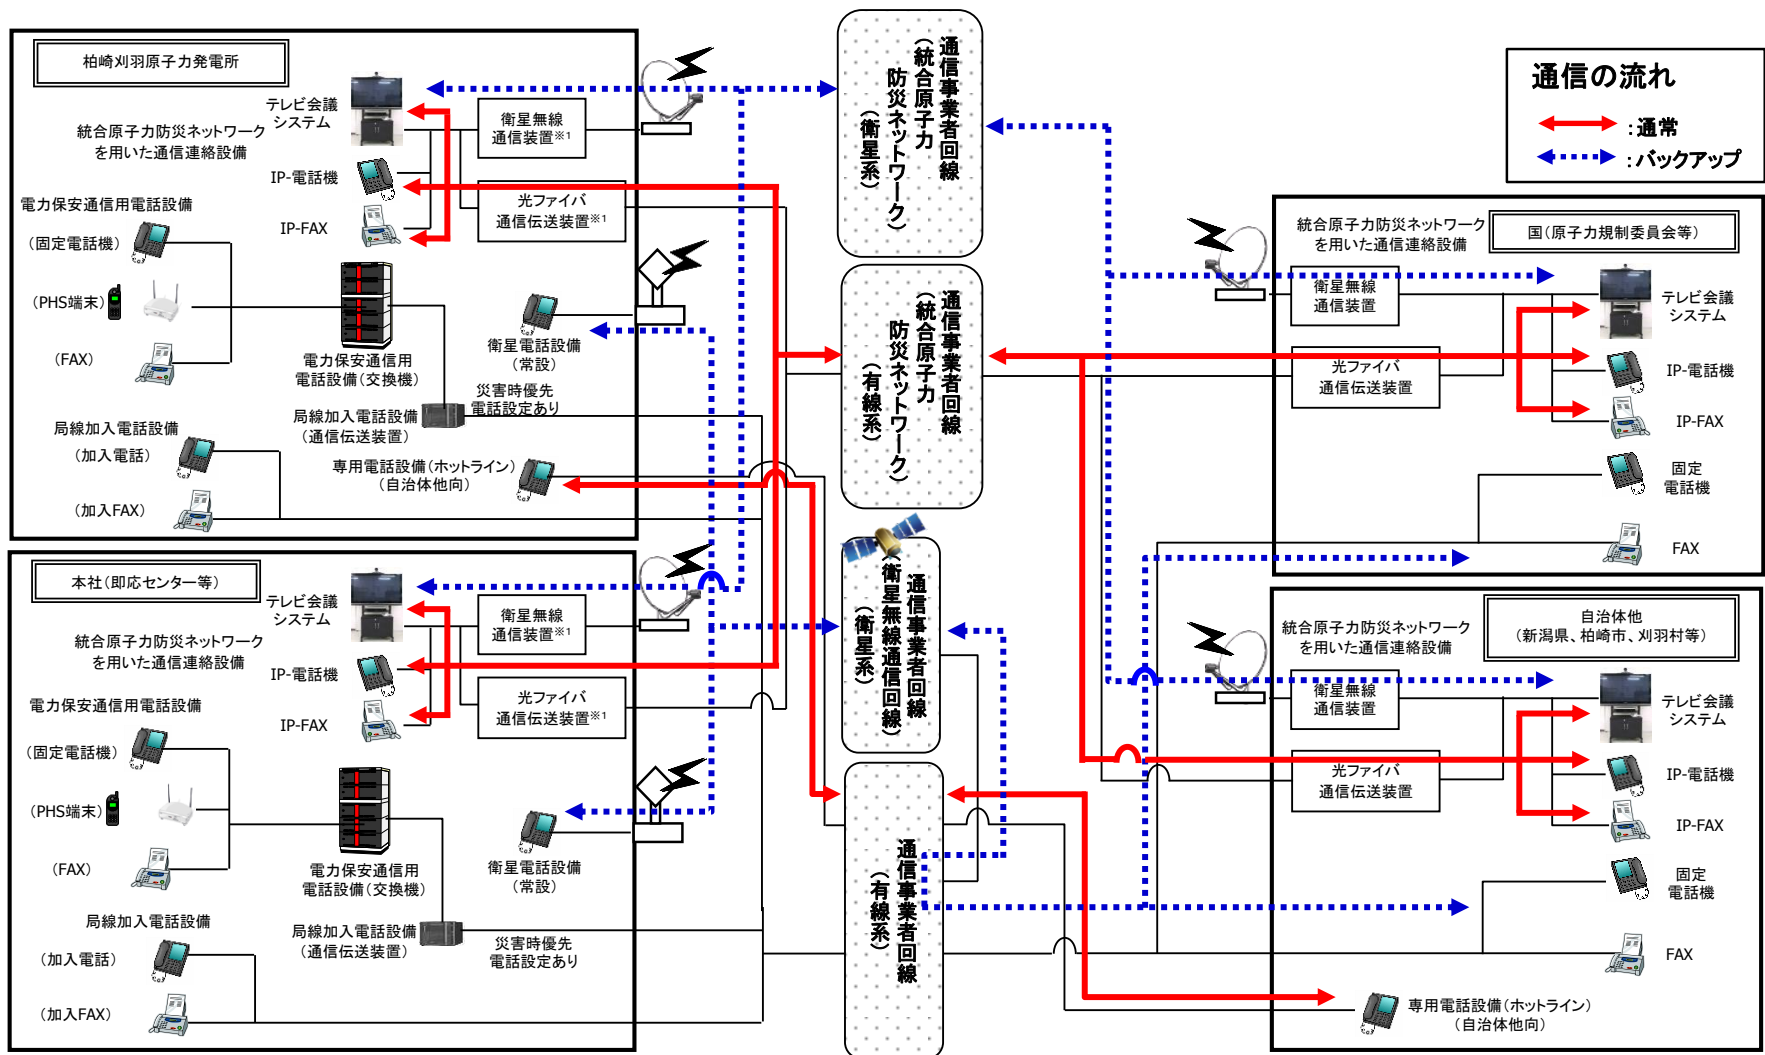 柏崎刈羽原子力発電所
テレビ会議
システム
統合原子力防災ネットワーク
を用いた通信連絡設備
衛星無線
通信装置※1
IP-電話機
光ファイバ
通信伝送装置※1
IP-FAX
電力保安通信用電話設備
(固定電話機)
(PHS端末)
(FAX)
電力保安通信用
電話設備(交換機)
衛星電話設備
(常設)
災害時優先
電話設定あり
局線加入電話設備
(通信伝送装置)
局線加入電話設備
(加入電話)
専用電話設備(ホットライン)
(自治体他向)
(加入FAX)
本社(即応センター等)
テレビ会議
システム
統合原子力防災ネットワーク
を用いた通信連絡設備
衛星無線
通信装置※1
IP-電話機
光ファイバ
通信伝送装置※1
IP-FAX
電力保安通信用電話設備
(固定電話機)
(PHS端末)
(FAX)
電力保安通信用
電話設備(交換機)
衛星電話設備
(常設)
局線加入電話設備
局線加入電話設備
(通信伝送装置)
災害時優先
電話設定あり
(加入電話)
(加入FAX)
通信事業者回線
(統合原子力
防災ネットワーク)
(衛星系)
通信事業者回線
(統合原子力
防災ネットワーク)
(有線系)
通信事業者回線
(衛星無線通信回線)
(衛星系)
通信事業者回線
(有線系)
通信の流れ
:通常
:バックアップ
統合原子力防災ネットワーク
を用いた通信連絡設備
国(原子力規制委員会等)
衛星無線
通信装置
テレビ会議
システム
光ファイバ
通信伝送装置
IP-電話機
IP-FAX
固定
電話機
FAX
統合原子力防災ネットワーク
を用いた通信連絡設備
自治体他
(新潟県、柏崎市、刈羽村等)
衛星無線
通信装置
テレビ会議
システム
光ファイバ
通信伝送装置
IP-電話機
IP-FAX
固定
電話機
FAX
専用電話設備(ホットライン)
(自治体他向)